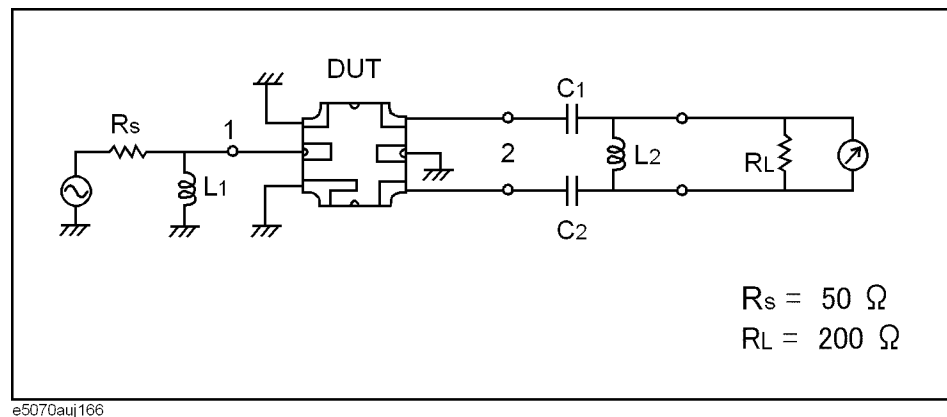 DUT
C1
Rs
1
2
L1
L2
RL
C2
Rs = 50 Ω
RL = 200 Ω
e5070auj166